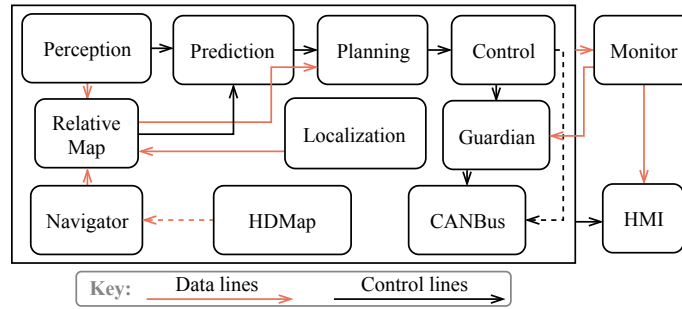 Perception
Prediction
Planning
Control
Monitor
Relative
Map
Localization
Guardian
Navigator
HDMap
CANBus
HMI
Key:
Data lines
Control lines